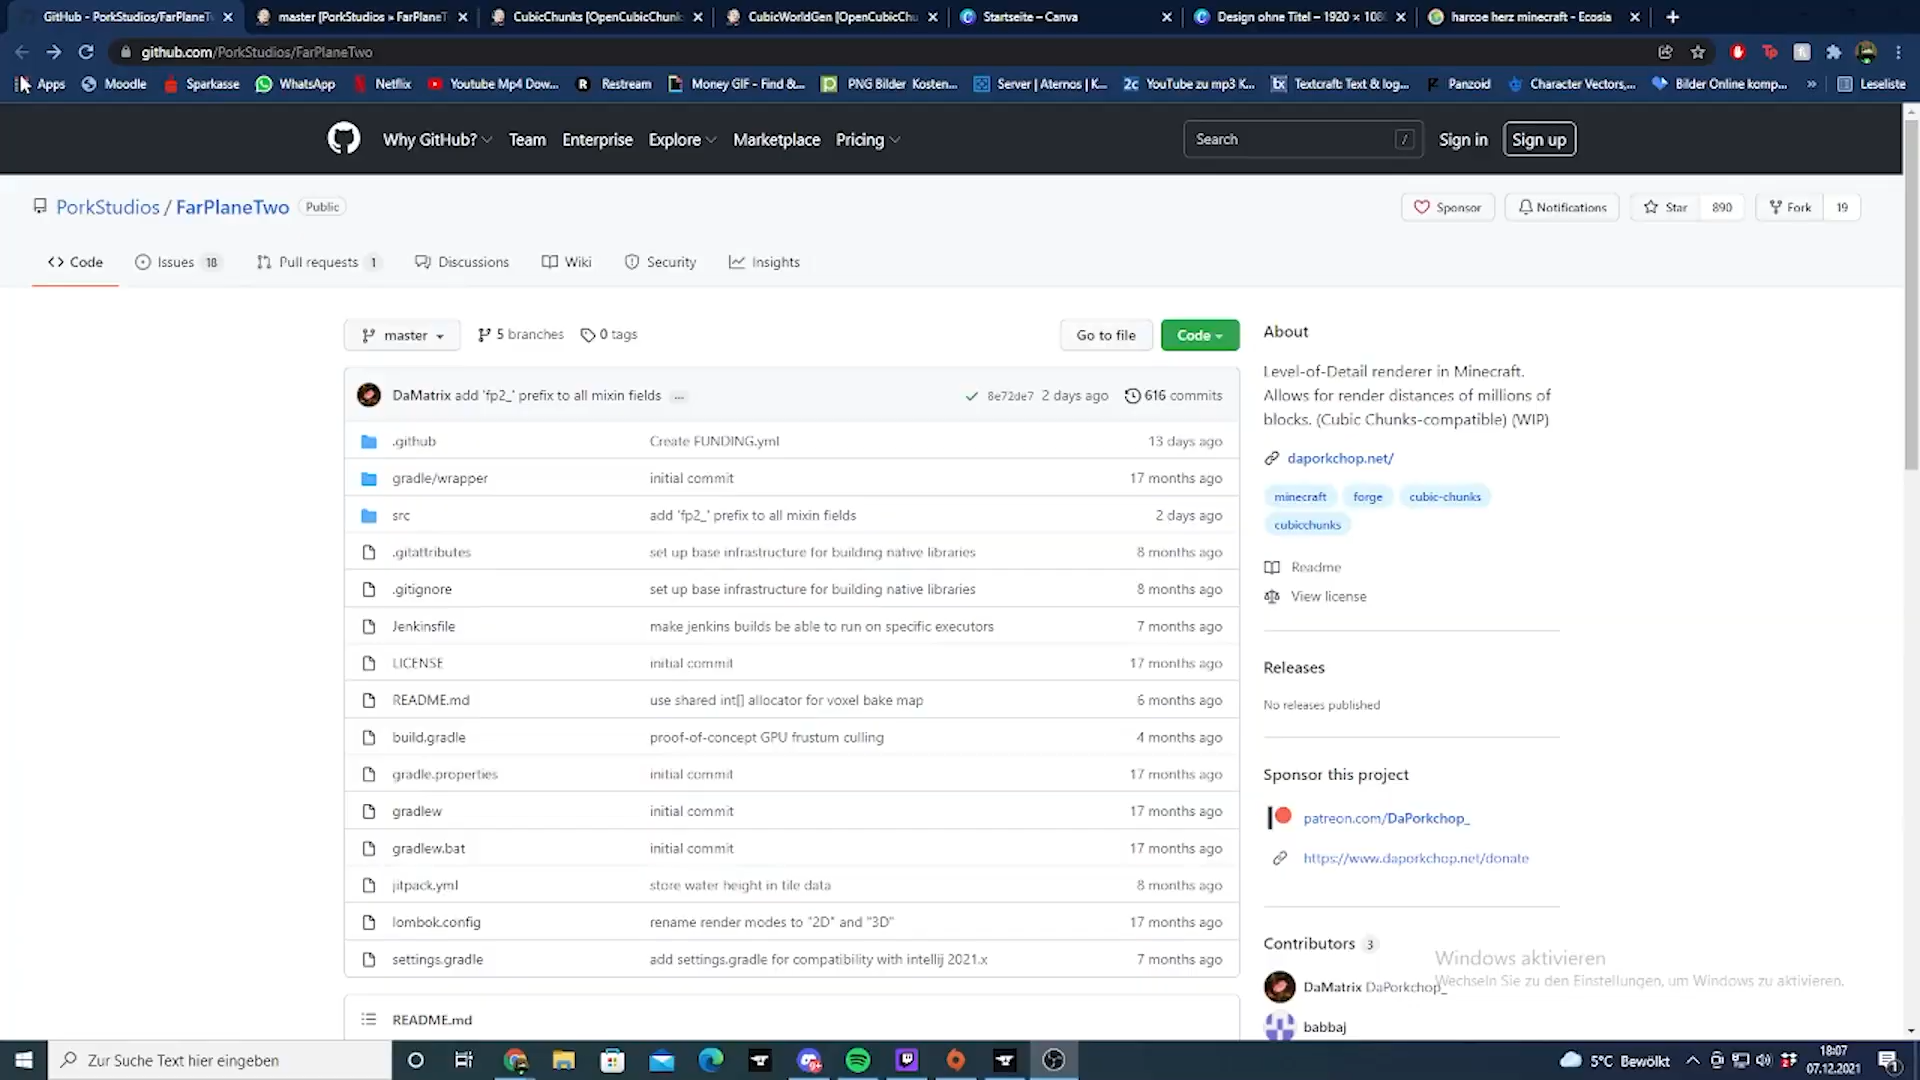 GitHub - PorkStudios/FarPlaneTw
master [PorkStudios » FarPlaneT
CubicChunks [OpenCubicChunk
CubicWorldGen [OpenCubicChu
Startseite – Canva
Design ohne Titel – 1920 × 108
harcoe herz minecraft - Ecosia
github.com/PorkStudios/FarPlaneTwo
Apps
Moodle
Sparkasse
WhatsApp
Netflix
Youtube Mp4 Dow...
Restream
Money GIF - Find &...
PNG Bilder Kosten...
Server | Aternos | K...
YouTube zu mp3 K...
Textcraft: Text & log...
Panzoid
Character Vectors,...
Bilder Online komp...
»
Leseliste
Why GitHub?
Team
Enterprise
Explore
Marketplace
Pricing
Search /
Sign in
Sign up
PorkStudios / FarPlaneTwo Public
Sponsor
Notifications
Star 890
Fork 19
Code
Issues 18
Pull requests 1
Discussions
Wiki
Security
Insights
master
5 branches
0 tags
Go to file
Code
DaMatrix add 'fp2_' prefix to all mixin fields ...
8e72de7 2 days ago
616 commits
.github Create FUNDING.yml 13 days ago
gradle/wrapper initial commit 17 months ago
src add 'fp2_' prefix to all mixin fields 2 days ago
.gitattributes set up base infrastructure for building native libraries 8 months ago
.gitignore set up base infrastructure for building native libraries 8 months ago
Jenkinsfile make jenkins builds be able to run on specific executors 7 months ago
LICENSE initial commit 17 months ago
README.md use shared int[] allocator for voxel bake map 6 months ago
build.gradle proof-of-concept GPU frustum culling 4 months ago
gradle.properties initial commit 17 months ago
gradlew initial commit 17 months ago
gradlew.bat initial commit 17 months ago
jitpack.yml store water height in tile data 8 months ago
lombok.config rename render modes to "2D" and "3D" 17 months ago
settings.gradle add settings.gradle for compatibility with intellij 2021.x 7 months ago
README.md
About
Level-of-Detail renderer in Minecraft.
Allows for render distances of millions of
blocks. (Cubic Chunks-compatible) (WIP)
daporkchop.net/
minecraft forge cubic-chunks
cubicchunks
Readme
View license
Releases
No releases published
Sponsor this project
patreon.com/DaPorkchop_
https://www.daporkchop.net/donate
Contributors 3
DaMatrix DaPorkchop_
babbaj
Windows aktivieren
Wechseln Sie zu den Einstellungen, um Windows zu aktivieren.
Zur Suche Text hier eingeben
5°C Bewölkt
18:07
07.12.2021